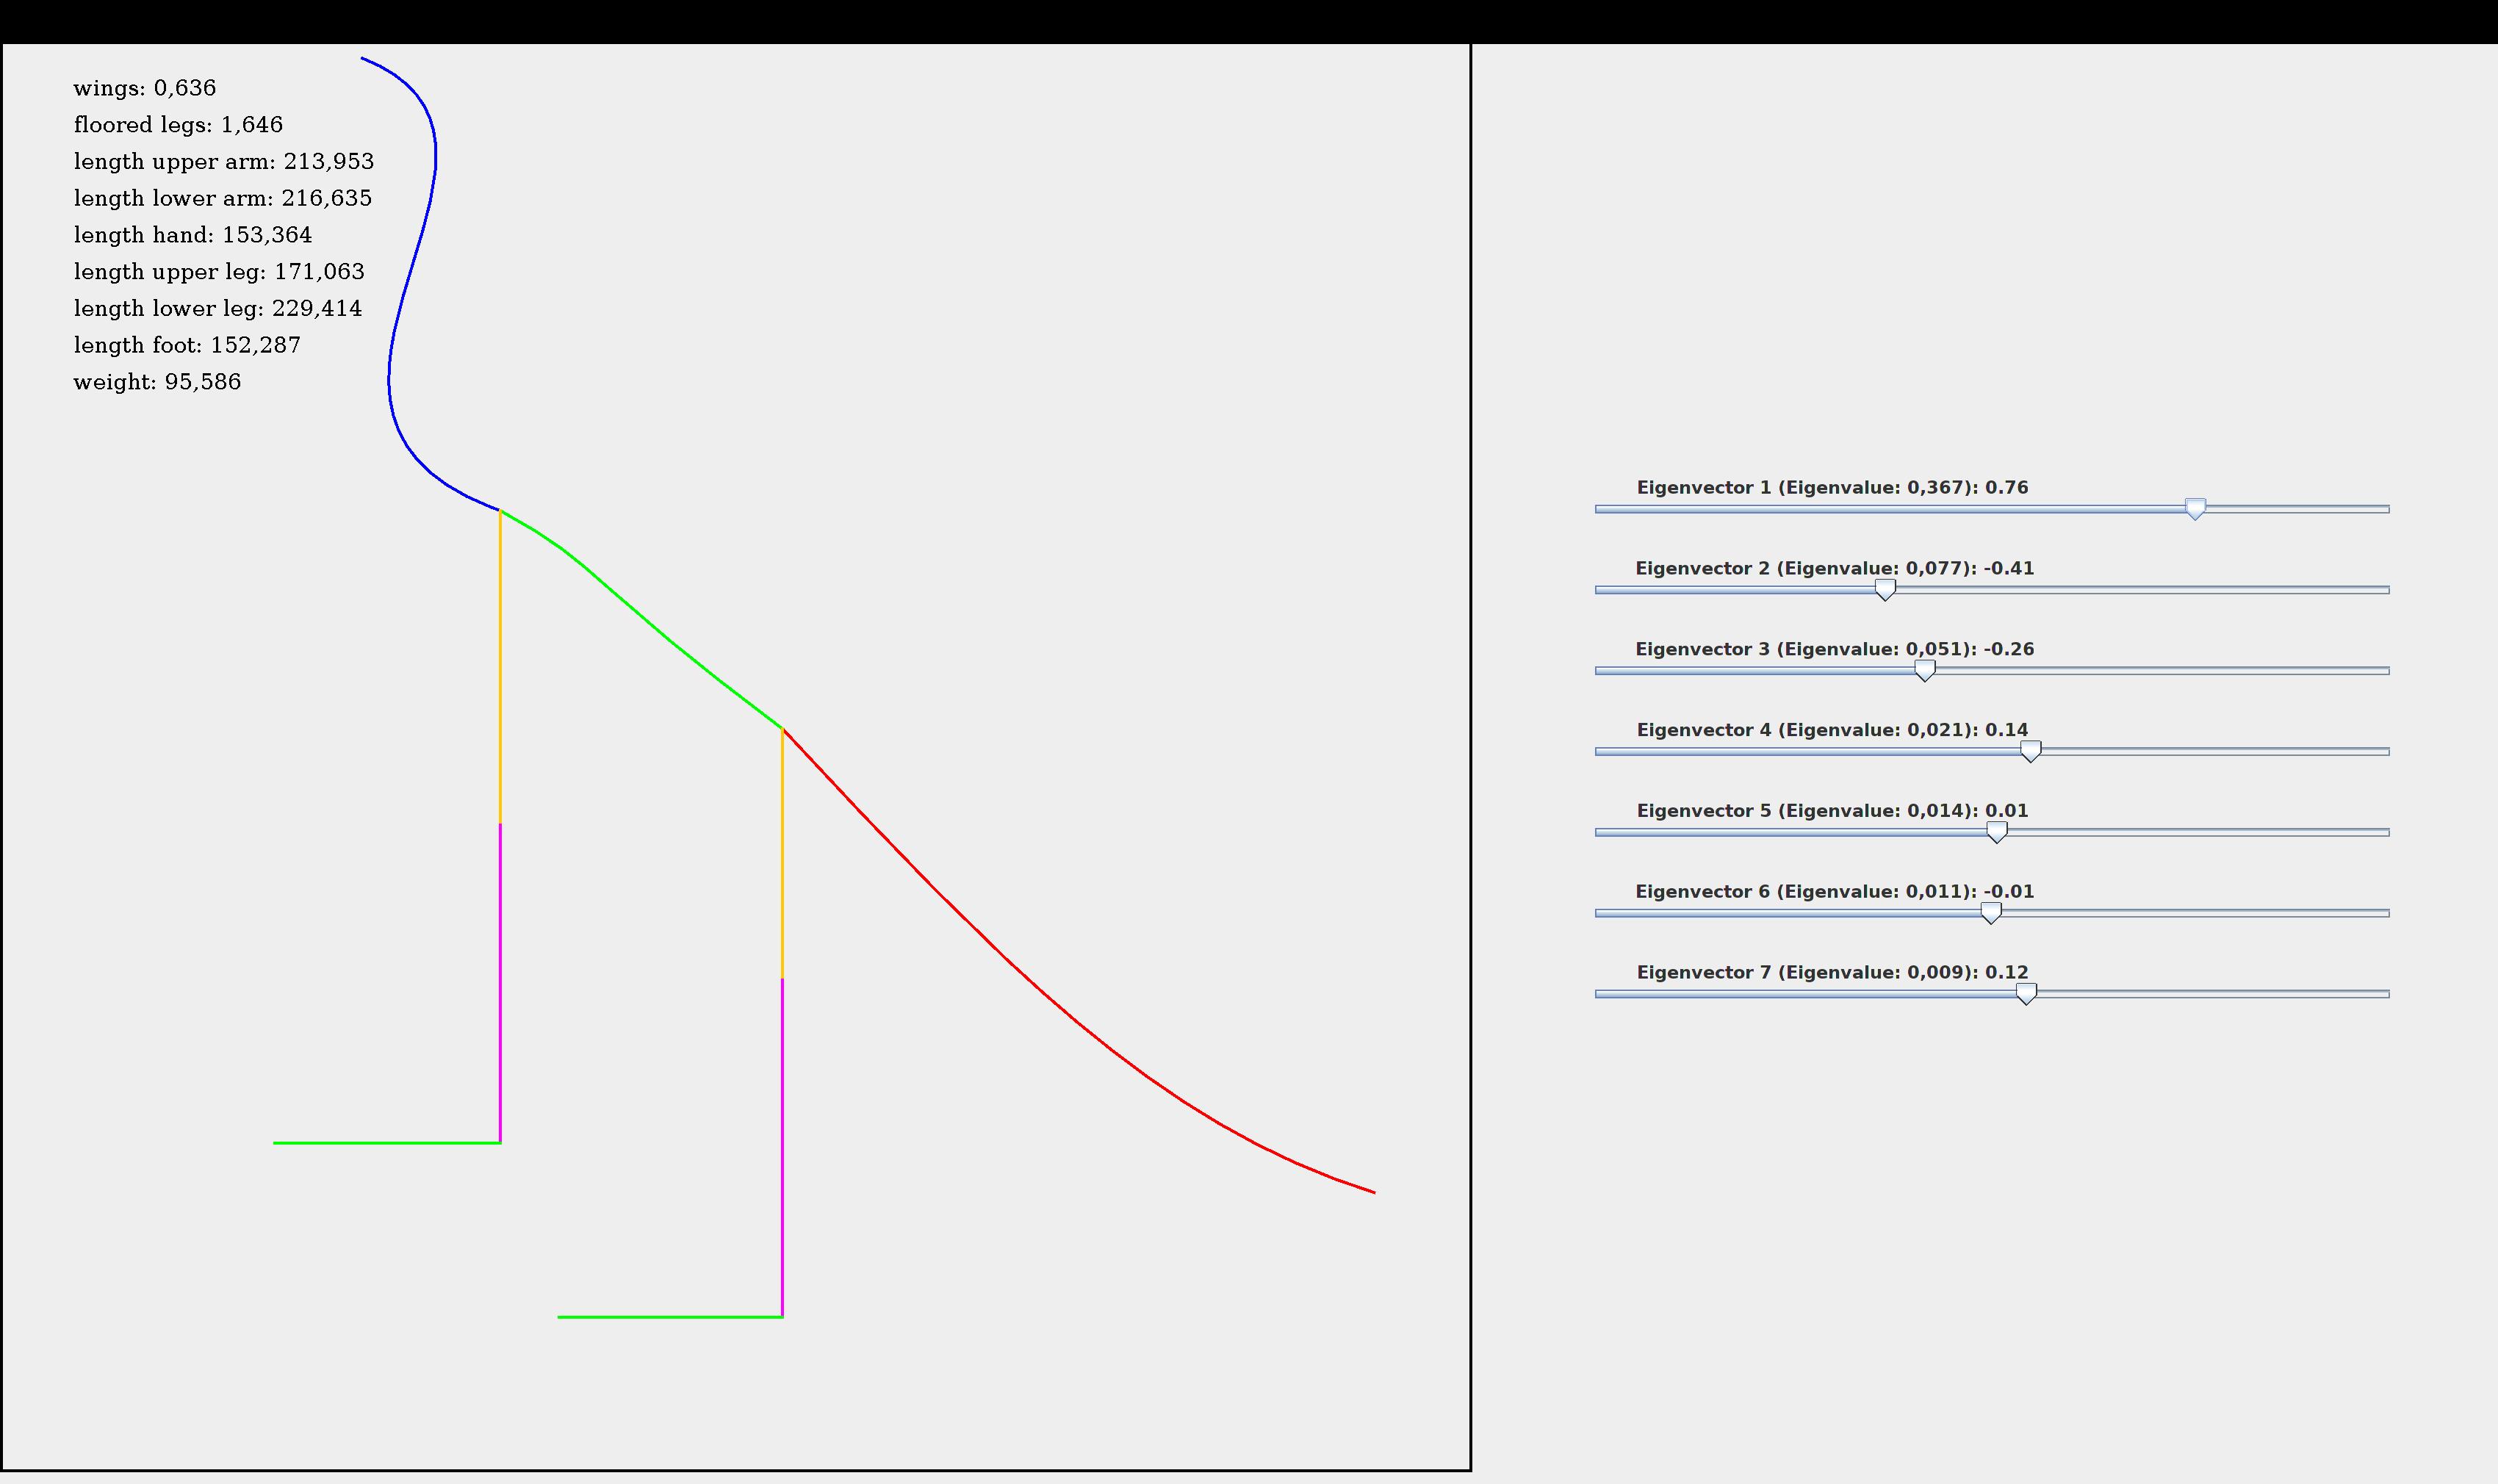 wings: 0,636
floored legs: 1,646
length upper arm: 213,953
length lower arm: 216,635
length hand: 153,364
length upper leg: 171,063
length lower leg: 229,414
length foot: 152,287
weight: 95,586
Eigenvector 1 (Eigenvalue: 0,367): 0.76
Eigenvector 2 (Eigenvalue: 0,077): -0.41
Eigenvector 3 (Eigenvalue: 0,051): -0.26
Eigenvector 4 (Eigenvalue: 0,021): 0.14
Eigenvector 5 (Eigenvalue: 0,014): 0.01
Eigenvector 6 (Eigenvalue: 0,011): -0.01
Eigenvector 7 (Eigenvalue: 0,009): 0.12